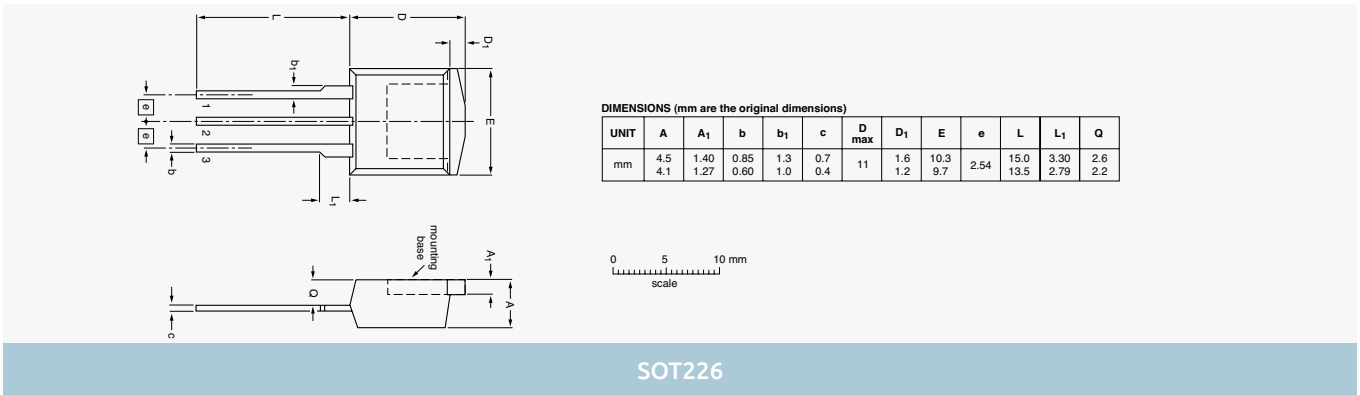 L
D
D1
b1
e
e
1
2
3
b
L1
E
DIMENSIONS (mm are the original dimensions)
UNIT A A1 b b1 c D max D1 E e L L1 Q
mm 4.5 4.1 1.40 1.27 0.85 0.60 1.3 1.0 0.7 0.4 11 1.6 1.2 10.3 9.7 2.54 15.0 13.5 3.30 2.79 2.6 2.2
mounting
base
A1
Q
A
c
0 5 10 mm
scale
SOT226